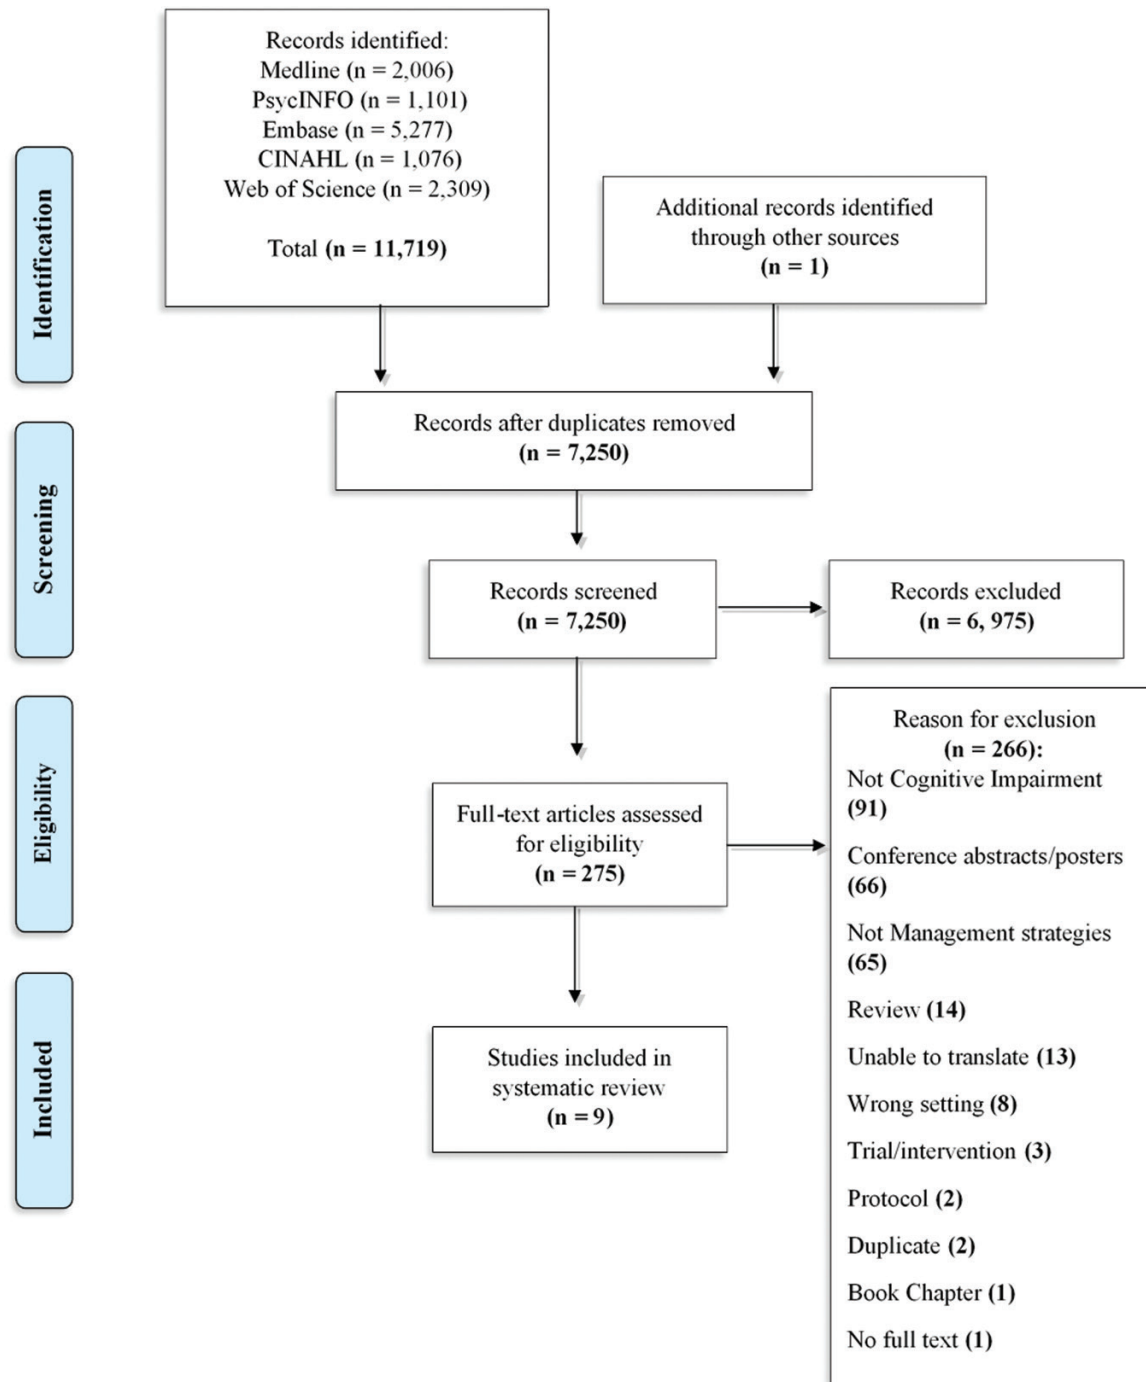 Identification
Records identified:
Medline (n = 2,006)
PsycINFO (n = 1,101)
Embase (n = 5,277)
CINAHL (n = 1,076)
Web of Science (n = 2,309)
Total (n = 11,719)
Additional records identified
through other sources
(n = 1)
Screening
Records after duplicates removed
(n = 7,250)
Records screened
(n = 7,250)
Records excluded
(n = 6, 975)
Eligibility
Full-text articles assessed
for eligibility
(n = 275)
Reason for exclusion
(n = 266):
Not Cognitive Impairment
(91)
Conference abstracts/posters
(66)
Not Management strategies
(65)
Review (14)
Unable to translate (13)
Wrong setting (8)
Trial/intervention (3)
Protocol (2)
Duplicate (2)
Book Chapter (1)
No full text (1)
Included
Studies included in
systematic review
(n = 9)